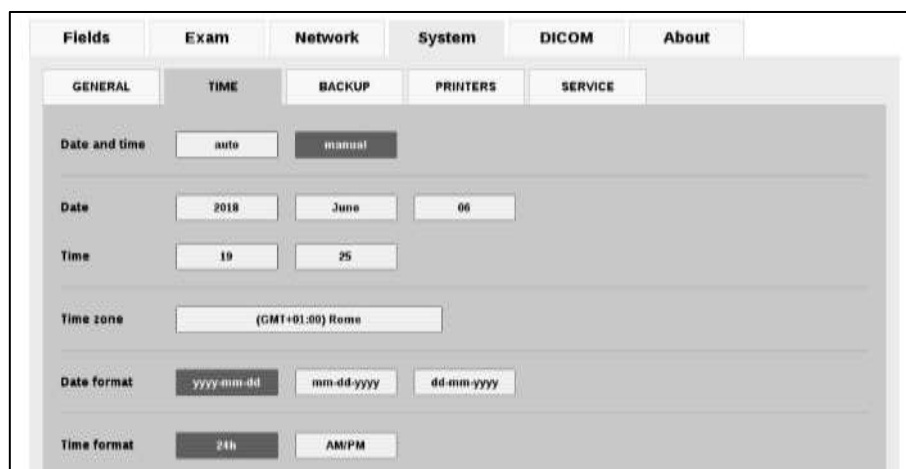 Fields Exam Network System DICOM About
GENERAL TIME BACKUP PRINTERS SERVICE
Date and time auto manual
Date 2018 June 06
Time 19 25
Time zone (GMT+01:00) Rome
Date format yyyy-mm-dd mm-dd-yyyy dd-mm-yyyy
Time format 24h AM/PM